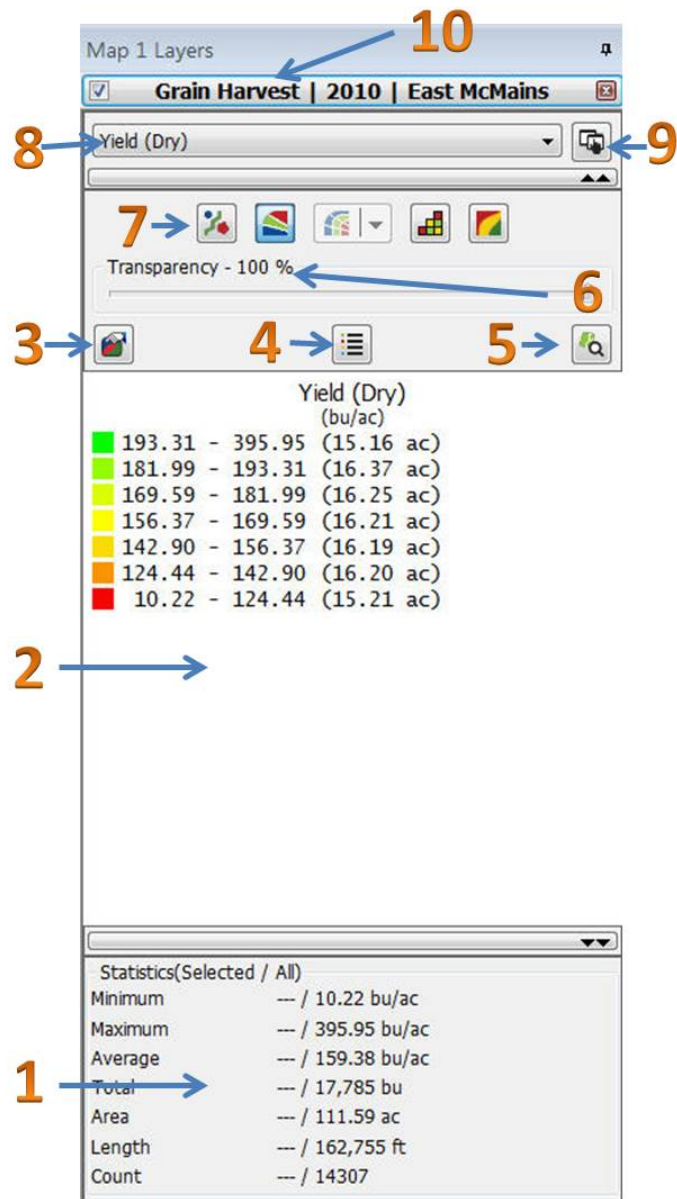 10
Map 1 Layers
Grain Harvest | 2010 | East McMains
8
Yield (Dry)
9
7
Transparency - 100 %
6
3
4
5
Yield (Dry)
(bu/ac)
193.31 - 395.95 (15.16 ac)
181.99 - 193.31 (16.37 ac)
169.59 - 181.99 (16.25 ac)
156.37 - 169.59 (16.21 ac)
142.90 - 156.37 (16.19 ac)
124.44 - 142.90 (16.20 ac)
10.22 - 124.44 (15.21 ac)
2
Statistics(Selected / All)
Minimum --- / 10.22 bu/ac
Maximum --- / 395.95 bu/ac
Average --- / 159.38 bu/ac
1
Total --- / 17,785 bu
Area --- / 111.59 ac
Length --- / 162,755 ft
Count --- / 14307